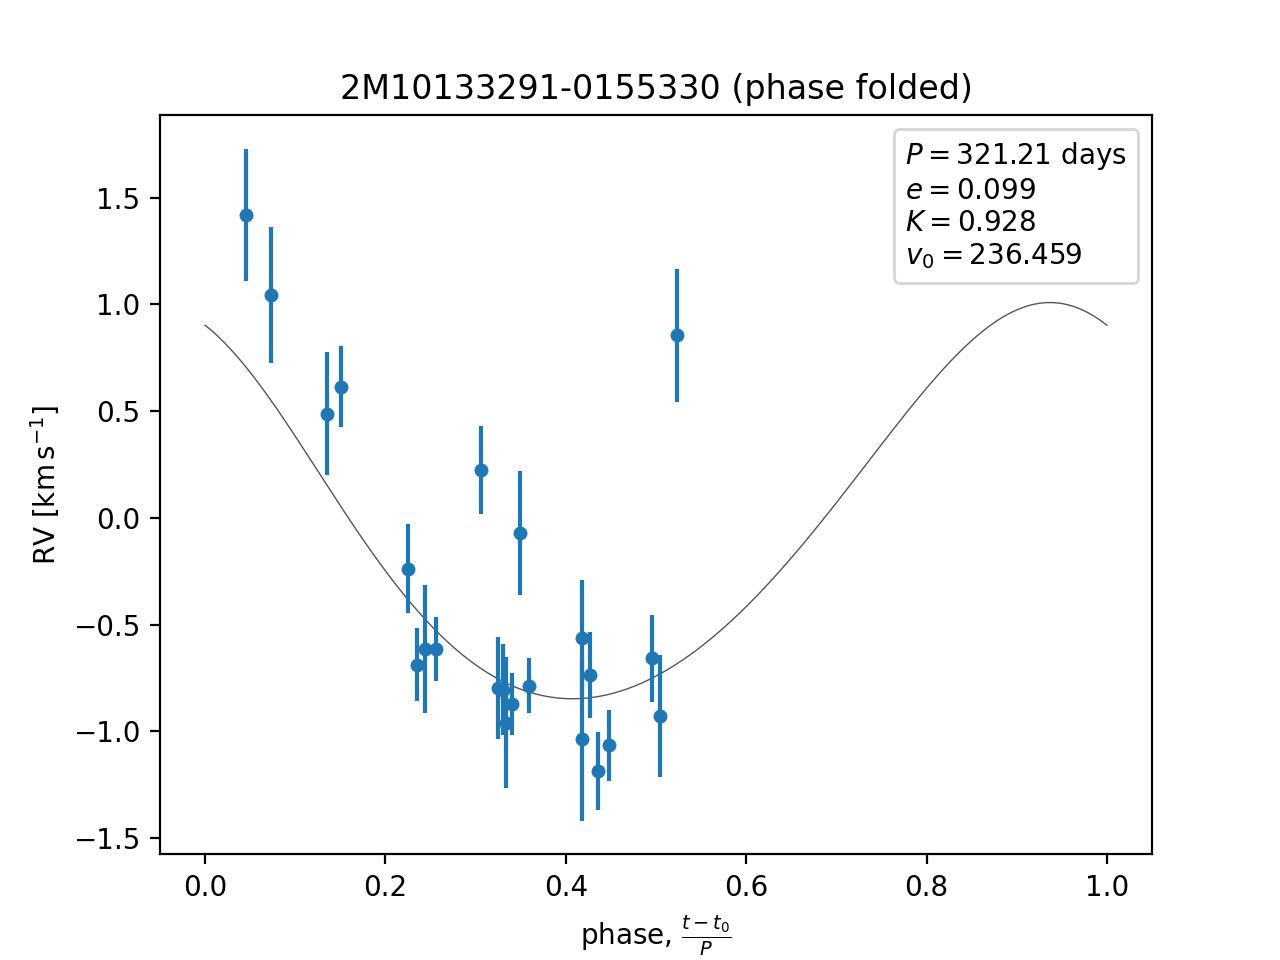 2M10133291-0155330 (phase folded)
P = 321.21 days
e = 0.099
K = 0.928
v₀ = 236.459
1.5
1.0
0.5
0.0
−0.5
−1.0
−1.5
RV [km s⁻¹]
0.0 0.2 0.4 0.6 0.8 1.0
phase, (t − t₀)/P